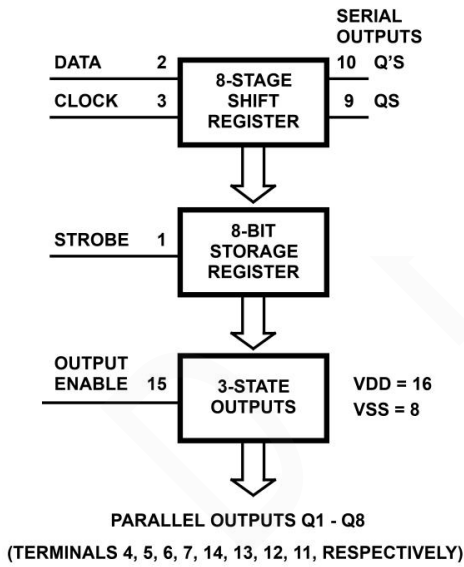 SERIAL
OUTPUTS
DATA 2
10 Q'S
CLOCK 3
9 QS
8-STAGE
SHIFT
REGISTER
STROBE 1
8-BIT
STORAGE
REGISTER
OUTPUT
ENABLE 15
3-STATE
OUTPUTS
VDD = 16
VSS = 8
PARALLEL OUTPUTS Q1 - Q8
(TERMINALS 4, 5, 6, 7, 14, 13, 12, 11, RESPECTIVELY)